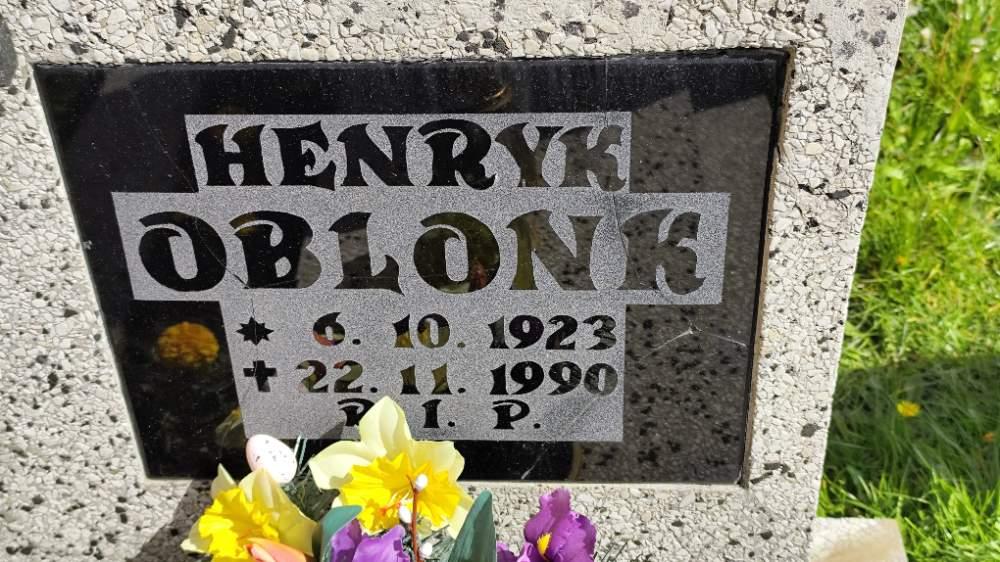 HENRYK
OBLONK
* 6. 10. 1923
✝ 22. 11. 1990
R. I. P.